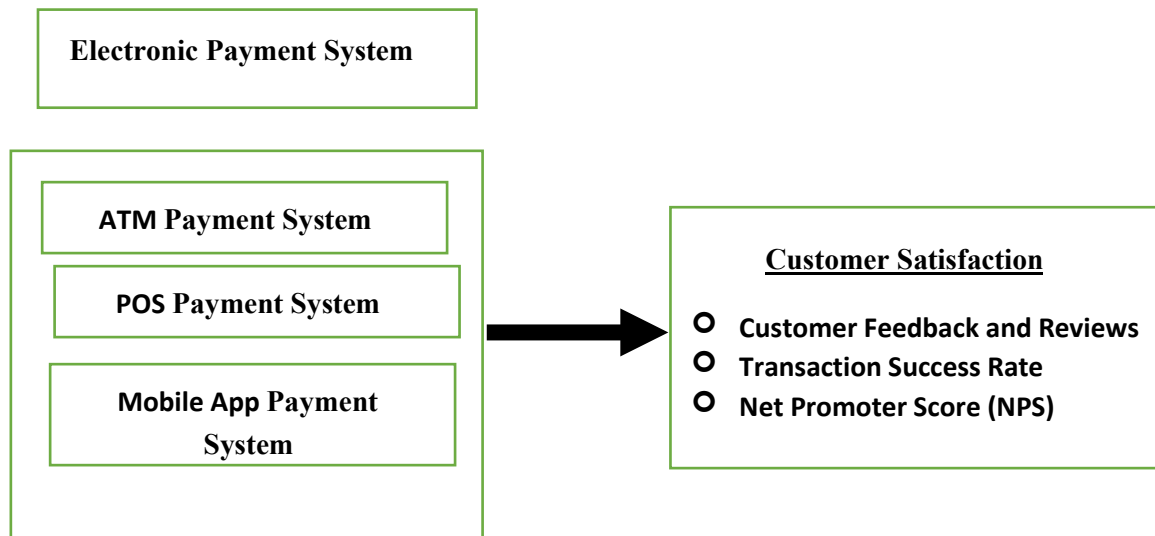 Electronic Payment System
ATM Payment System
POS Payment System
Mobile App Payment
System
Customer Satisfaction
Customer Feedback and Reviews
Transaction Success Rate
Net Promoter Score (NPS)